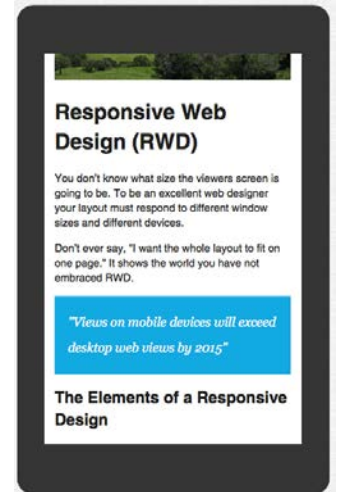 Responsive Web
Design (RWD)
You don't know what size the viewers screen is
going to be. To be an excellent web designer
your layout must respond to different window
sizes and different devices.
Don't ever say, "I want the whole layout to fit on
one page." It shows the world you have not
embraced RWD.
"Views on mobile devices will exceed
desktop web views by 2015"
The Elements of a Responsive
Design